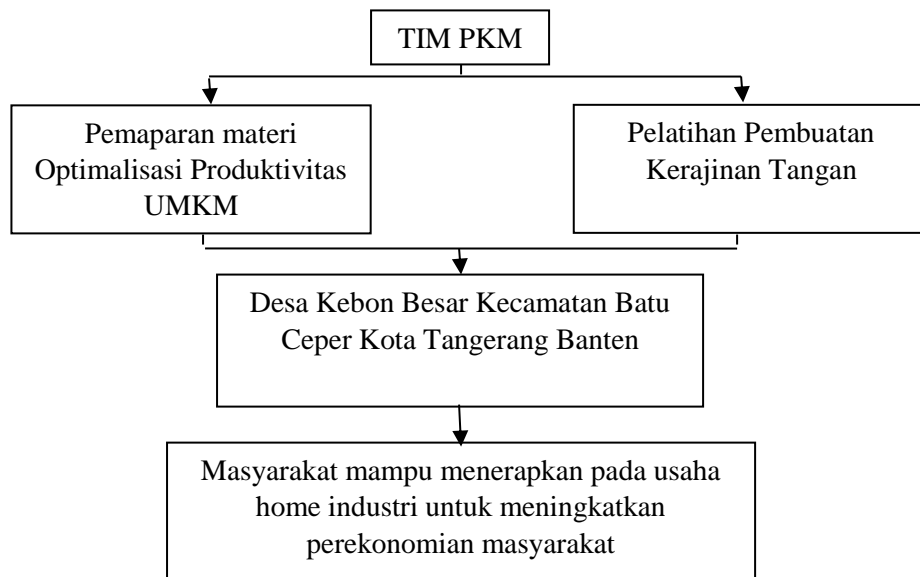 TIM PKM
Pemaparan materi
Optimalisasi Produktivitas
UMKM
Pelatihan Pembuatan
Kerajinan Tangan
Desa Kebon Besar Kecamatan Batu
Ceper Kota Tangerang Banten
Masyarakat mampu menerapkan pada usaha
home industri untuk meningkatkan
perekonomian masyarakat